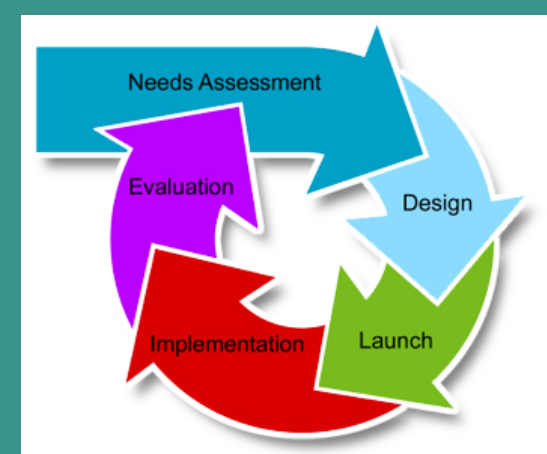 Needs Assessment
Design
Launch
Implementation
Evaluation